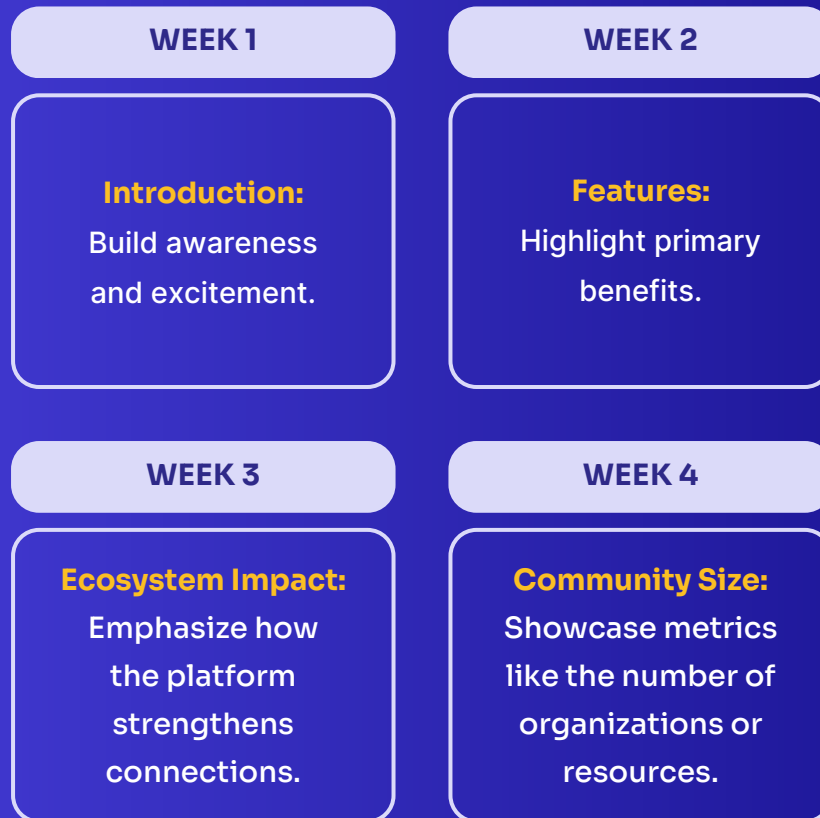 WEEK 1
Introduction:
Build awareness
and excitement.
WEEK 2
Features:
Highlight primary
benefits.
WEEK 3
Ecosystem Impact:
Emphasize how
the platform
strengthens
connections.
WEEK 4
Community Size:
Showcase metrics
like the number of
organizations or
resources.